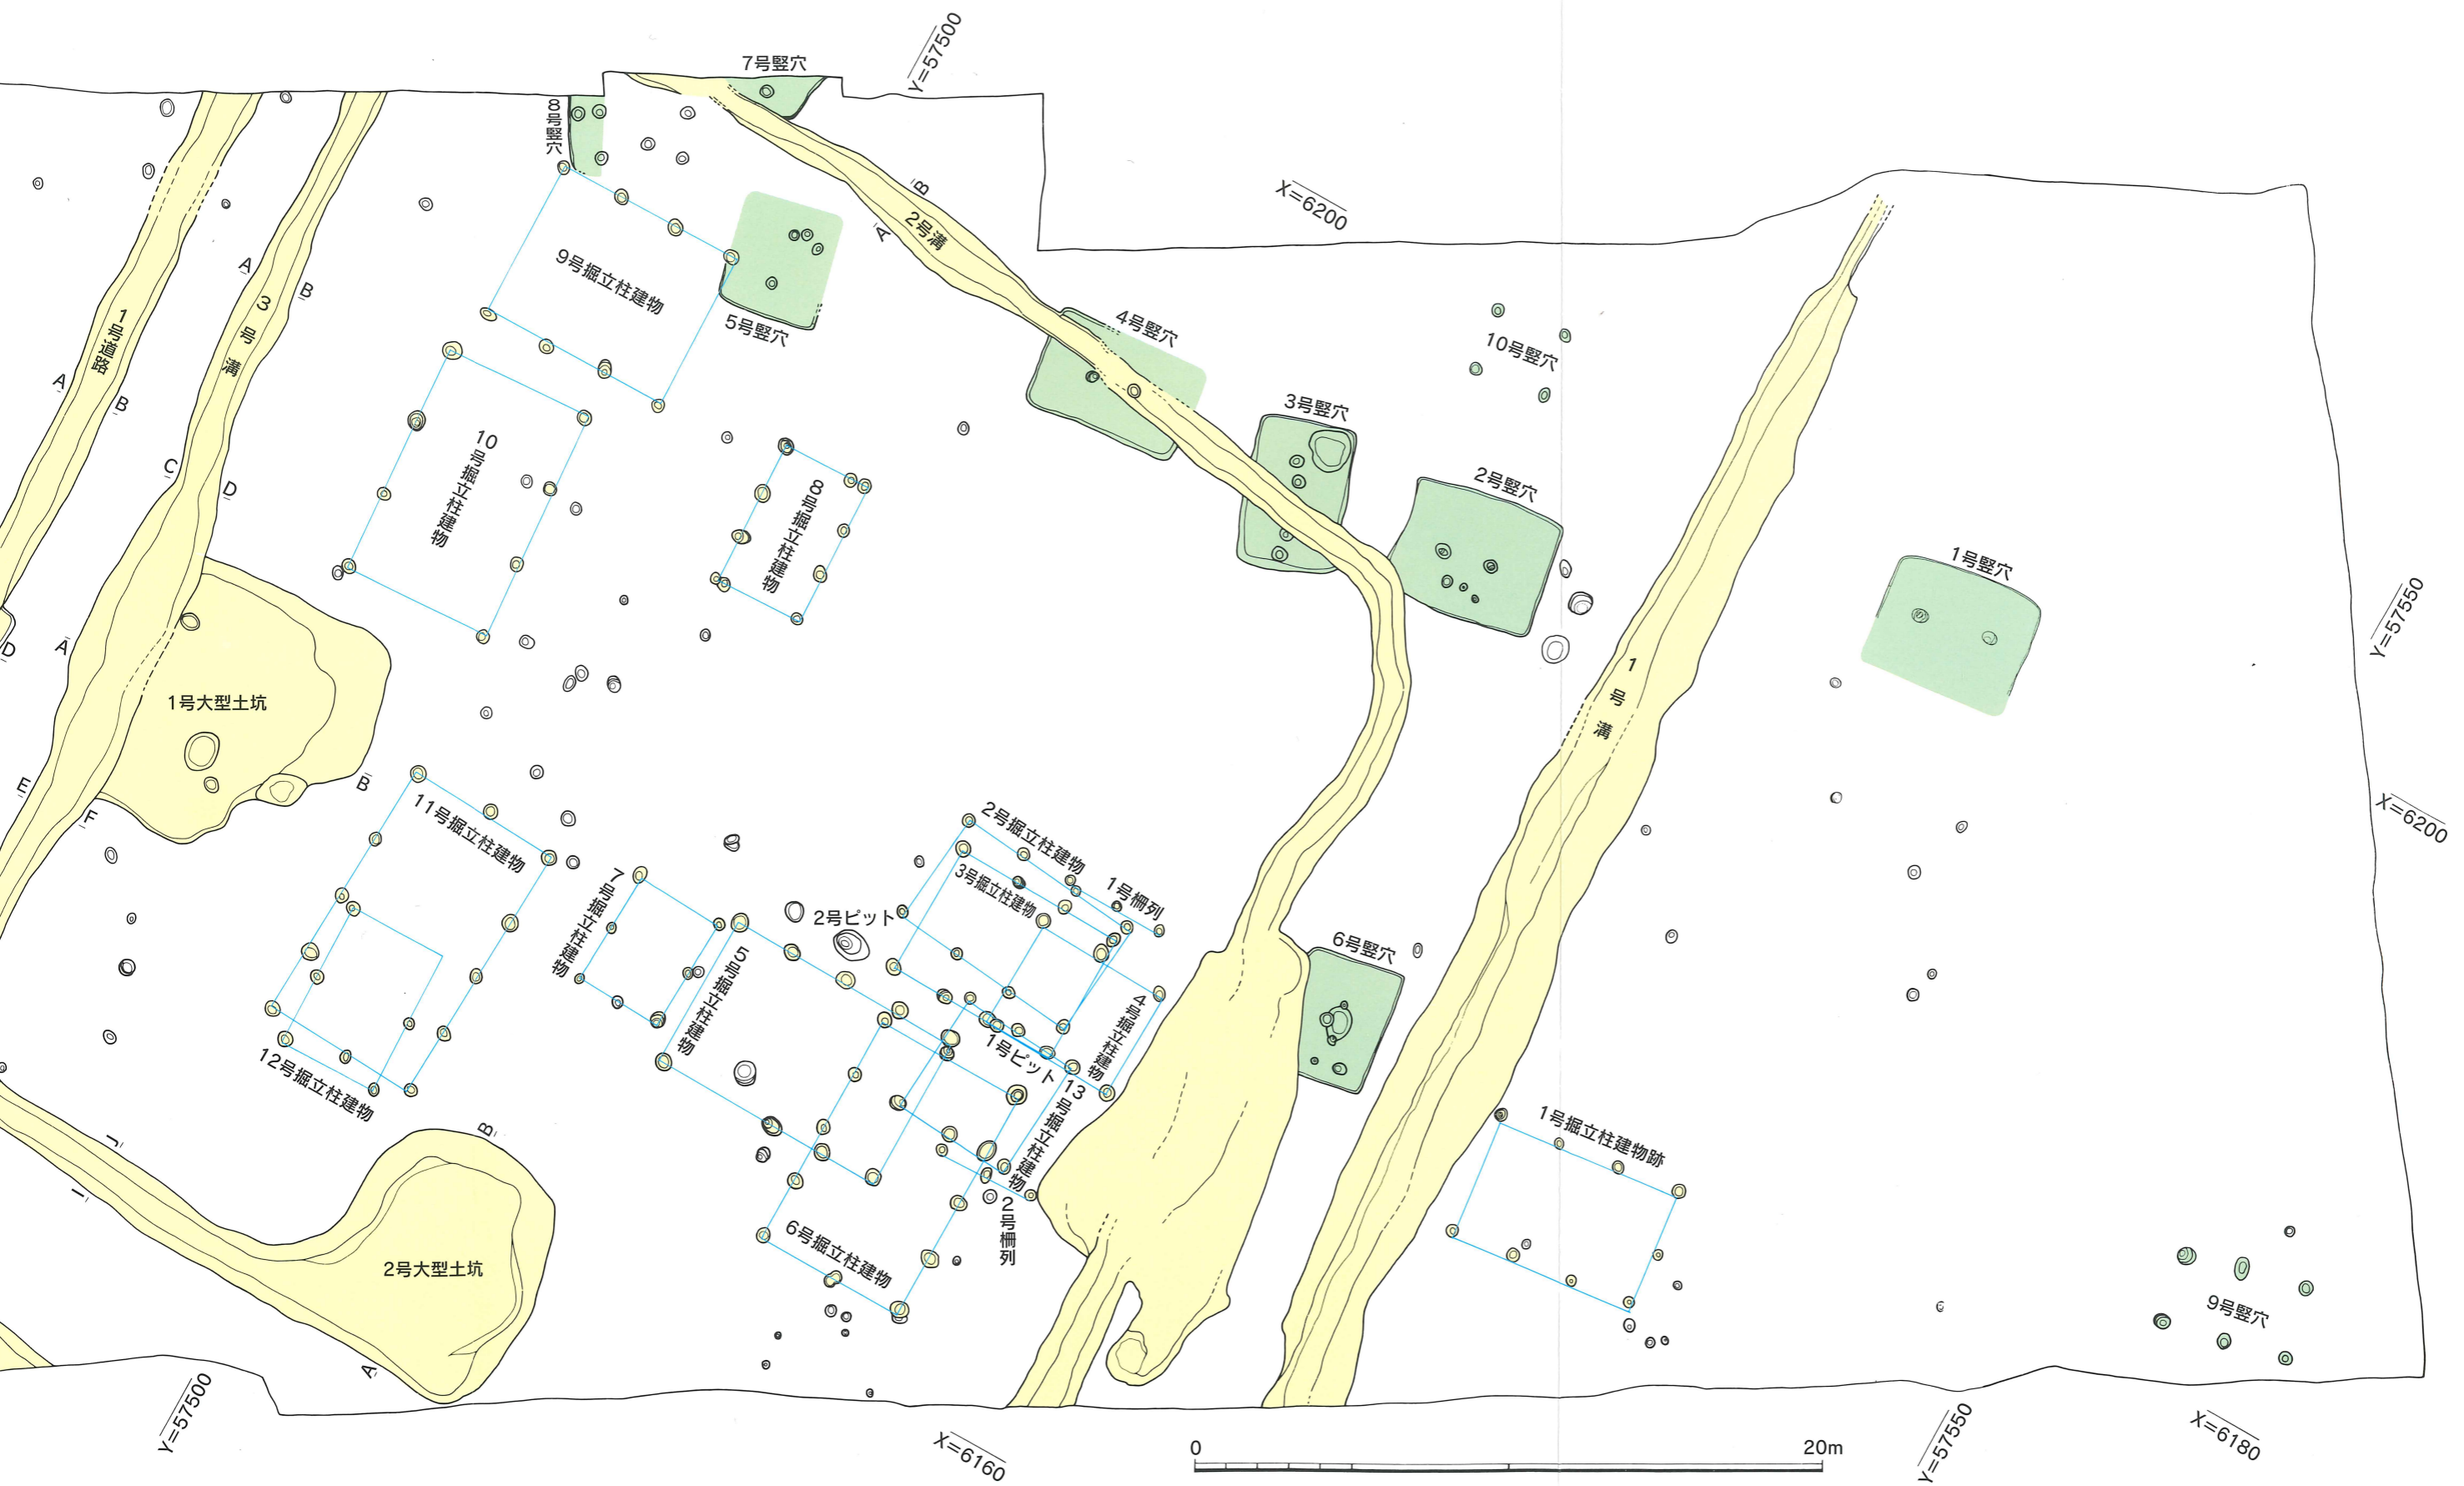 7号竪穴
Y=57500
8号竪穴
X=6200
B
2号溝
A
9号掘立柱建物
5号竪穴
4号竪穴
10号竪穴
A
B
3号溝
1号道路
A
B
3号竪穴
2号竪穴
C
D
10号掘立柱建物
8号掘立柱建物
1号竪穴
Y=57550
D
A
1号大型土坑
1号溝
E
B
F
11号掘立柱建物
X=6200
2号掘立柱建物
3号掘立柱建物
1号柵列
7号掘立柱建物
2号ピット
5号掘立柱建物
6号竪穴
4号掘立柱建物
1号ピット
13号掘立柱建物
12号掘立柱建物
J
I
B
1号掘立柱建物跡
2号柵列
6号掘立柱建物
2号大型土坑
9号竪穴
A
Y=57500
X=6160
0
20m
Y=57550
X=6180